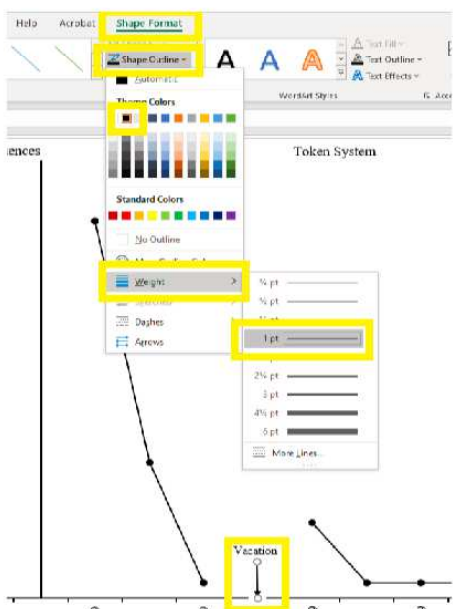 Help Acrobat Shape Format
Shape Outline
Text Fill
Text Outline
Text Effects
WordArt Styles
Automatic
Theme Colors
Standard Colors
No Outline
Weight
Dashes
Arrows
¼ pt
½ pt
1 pt
2¼ pt
3 pt
4½ pt
6 pt
More Lines...
ences
Token System
Vacation